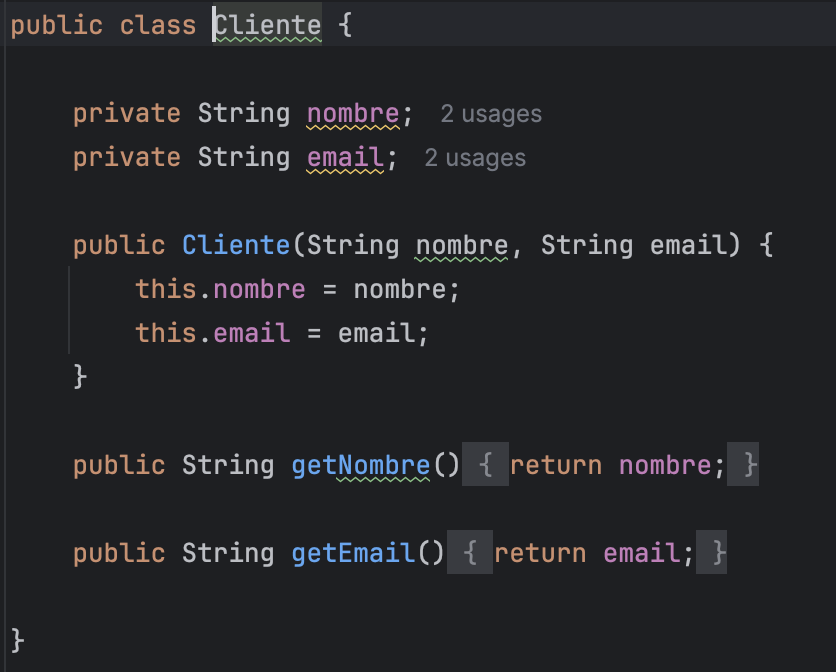 public class Cliente {
private String nombre; 2 usages
private String email; 2 usages
public Cliente(String nombre, String email) {
this.nombre = nombre;
this.email = email;
}
public String getNombre() { return nombre; }
public String getEmail() { return email; }
}